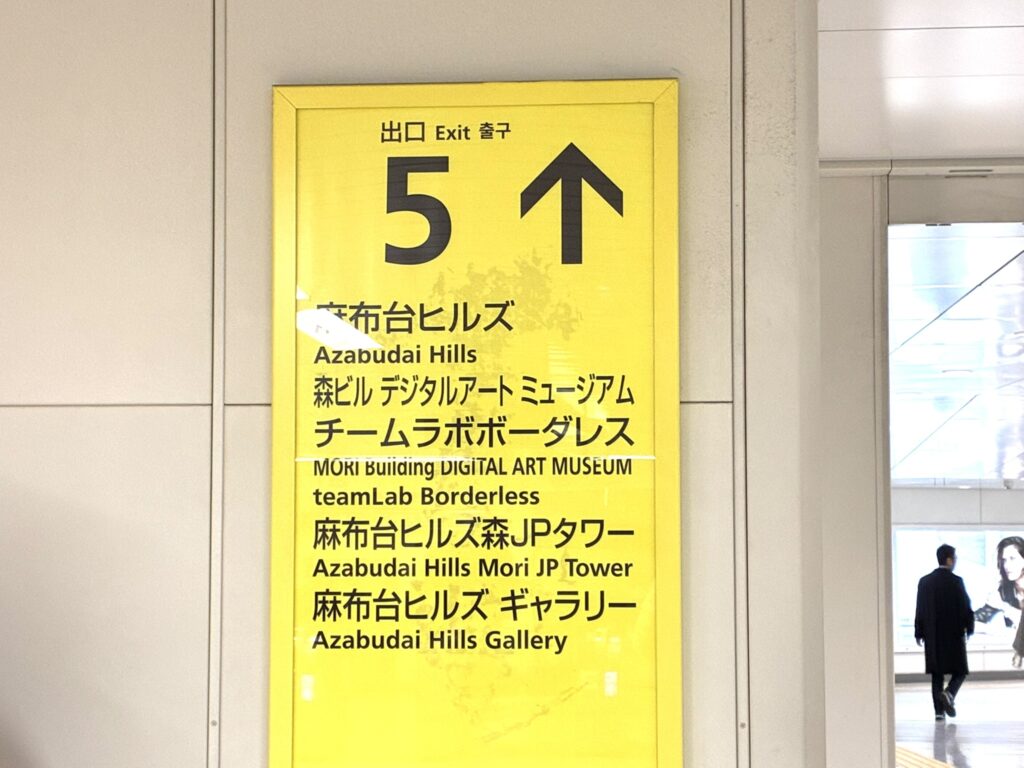 出口 Exit 출구
5 ↑
麻布台ヒルズ
Azabudai Hills
森ビル デジタルアート ミュージアム
チームラボボーダレス
MORI Building DIGITAL ART MUSEUM
teamLab Borderless
麻布台ヒルズ森JPタワー
Azabudai Hills Mori JP Tower
麻布台ヒルズ ギャラリー
Azabudai Hills Gallery